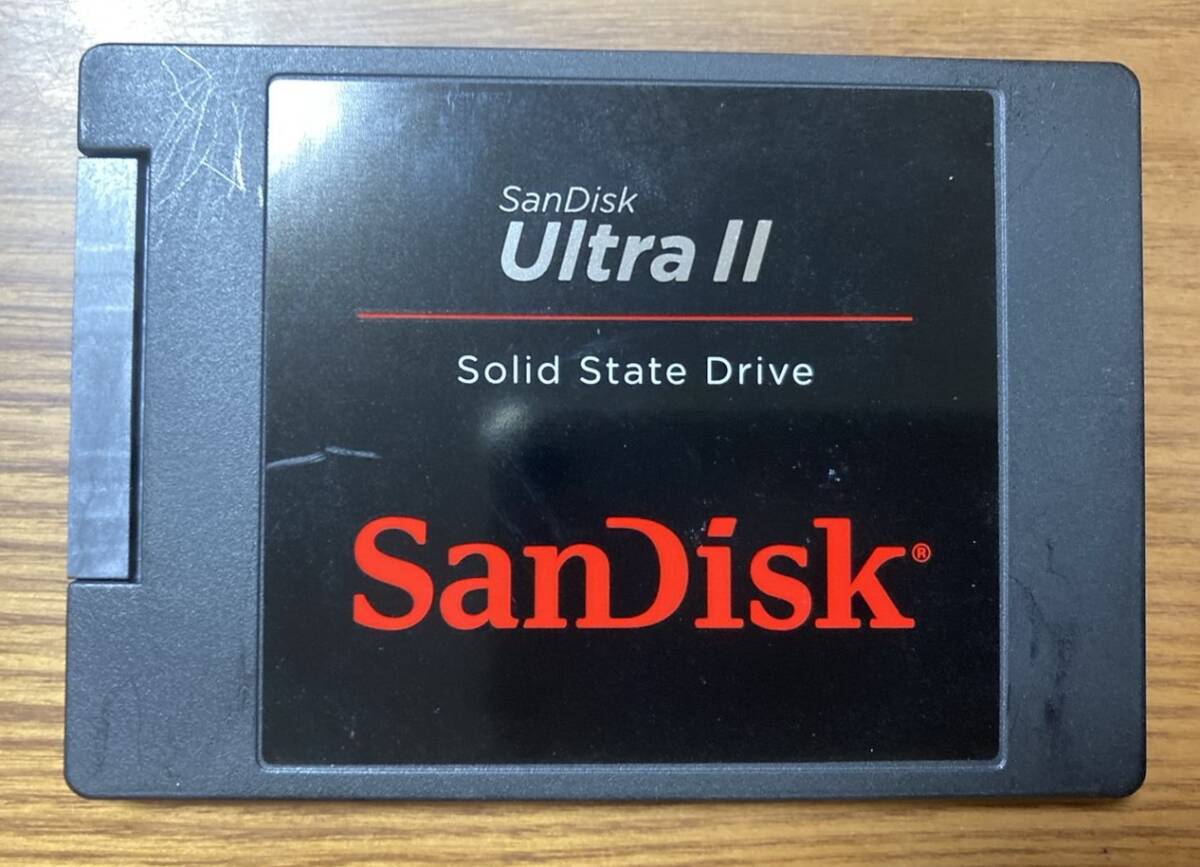 SanDisk
Ultra II
Solid State Drive
SanDisk®